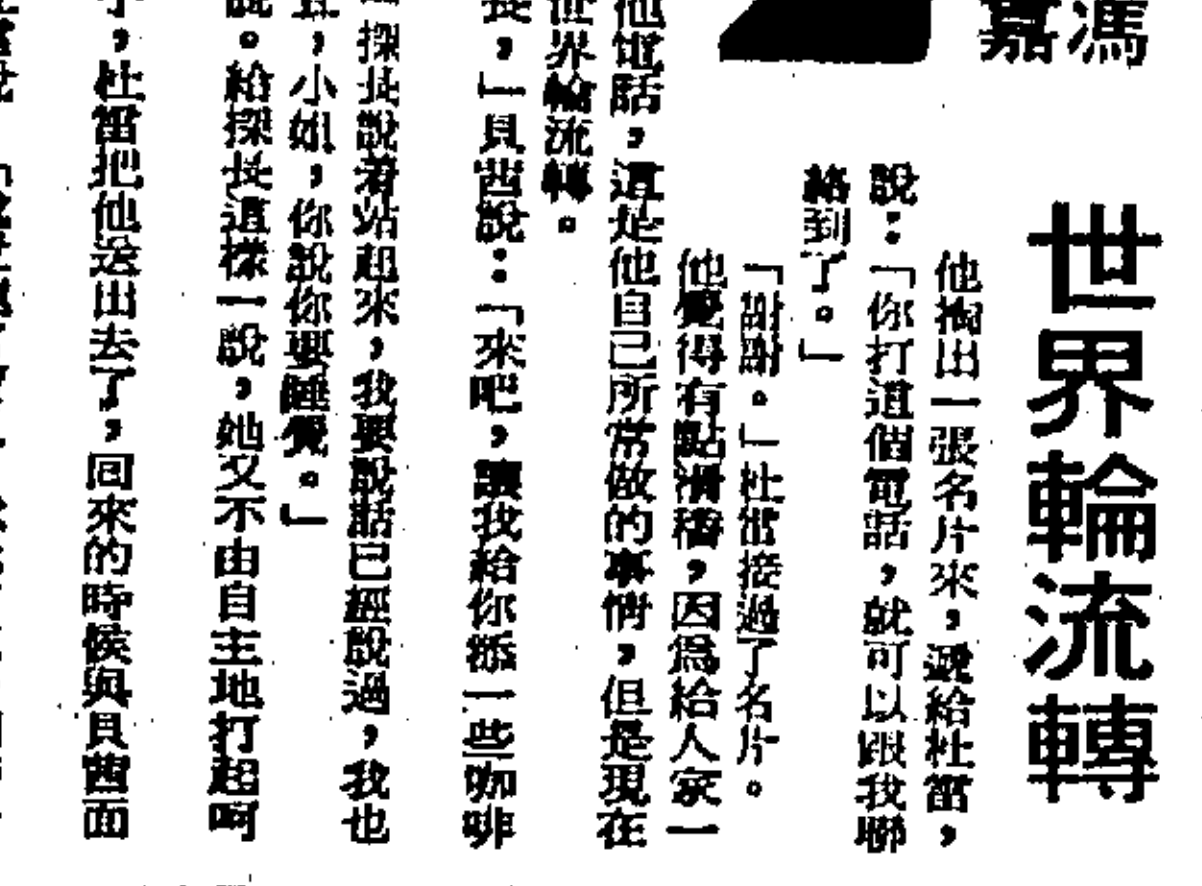 馮
嘉
世界輪流轉
他掏出一張名片來，遞給杜雷，
說：「你打這個電話，就可以跟我聯
絡到了。」
「謝謝。」杜雷接過了名片。
他覺得有點滑稽，因為給人家一
他電話，這是他自己所常做的事情，但是現在
世界輪流轉。
長，」貝茜說：「來吧，讓我給你添一些咖啡
探長說着站起來，我要說話已經說過，我也
，小姐，你說你要睡覺。」
說。給探長這樣一說，她又不由自主地打起呵
，杜雷把他送出去了，回來的時候與貝茜面